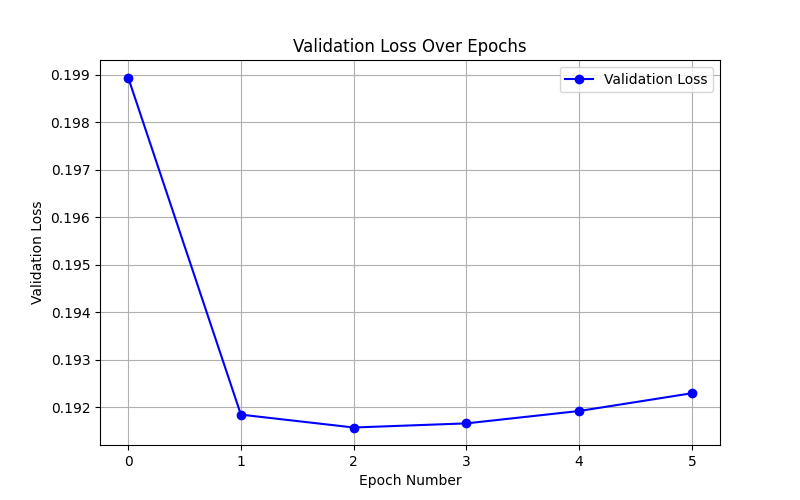 Validation Loss Over Epochs
Validation Loss
0.199
0.198
0.197
0.196
0.195
0.194
0.193
0.192
Validation Loss
0 1 2 3 4 5
Epoch Number